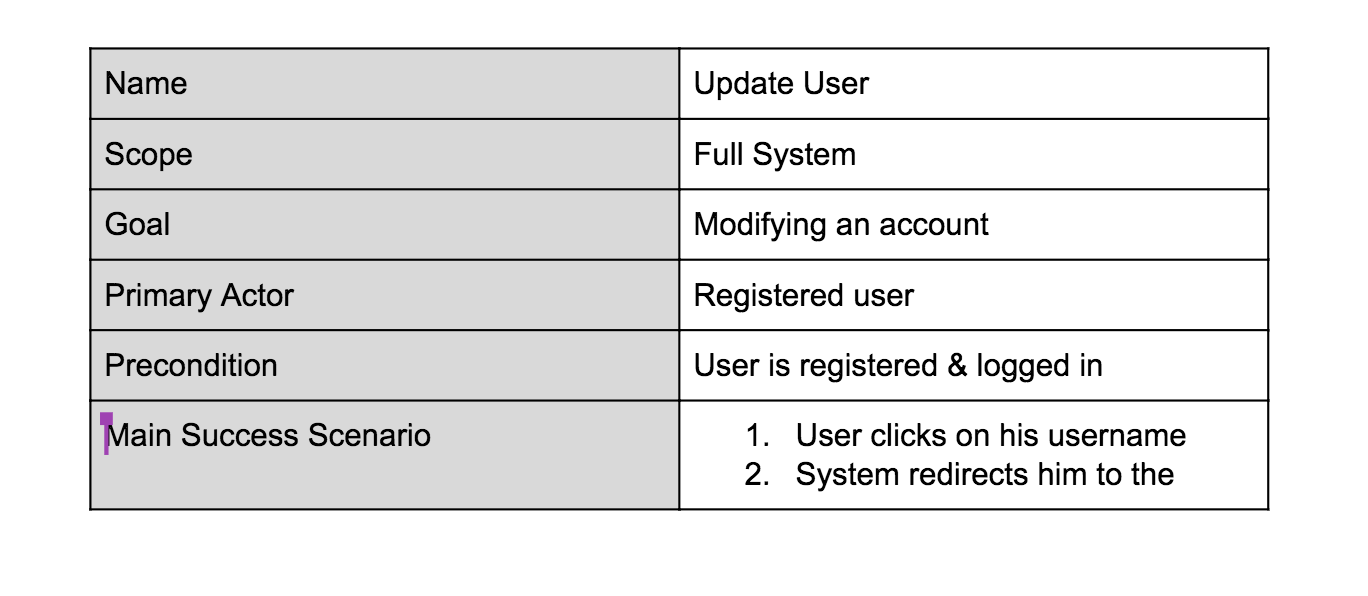 Name Update User
Scope Full System
Goal Modifying an account
Primary Actor Registered user
Precondition User is registered & logged in
Main Success Scenario 1. User clicks on his username
2. System redirects him to the